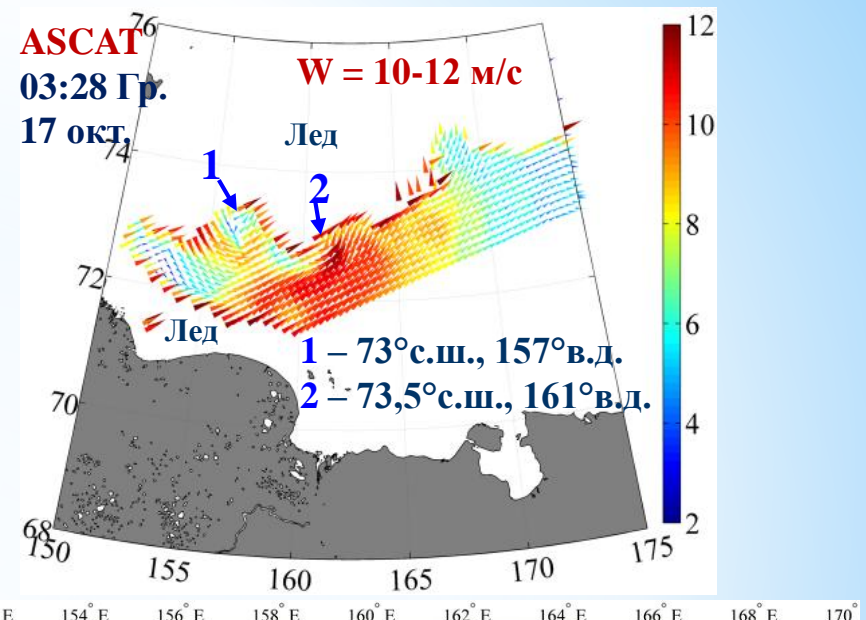 76
ASCAT
03:28 Гр.
17 окт.
W = 10-12 м/с
Лед
74
1
2
72
Лед
1 – 73°с.ш., 157°в.д.
2 – 73,5°с.ш., 161°в.д.
70
68
150
155
160
165
170
175
12
10
8
6
4
2
E 154° E 156° E 158° E 160° E 162° E 164° E 166° E 168° E 170°